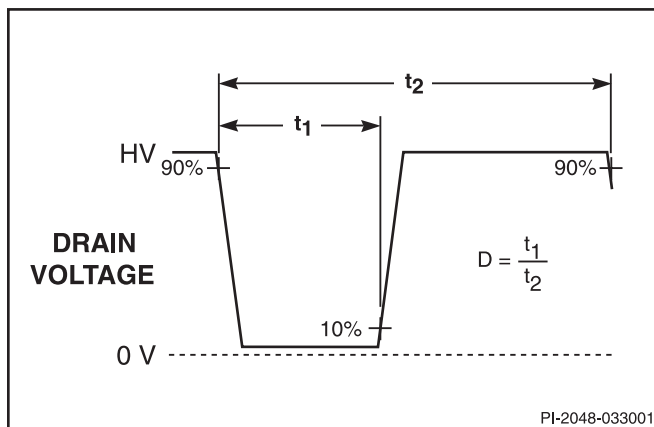 t2
t1
HV
90%
90%
DRAIN
VOLTAGE
D = t1
t2
10%
0 V
PI-2048-033001